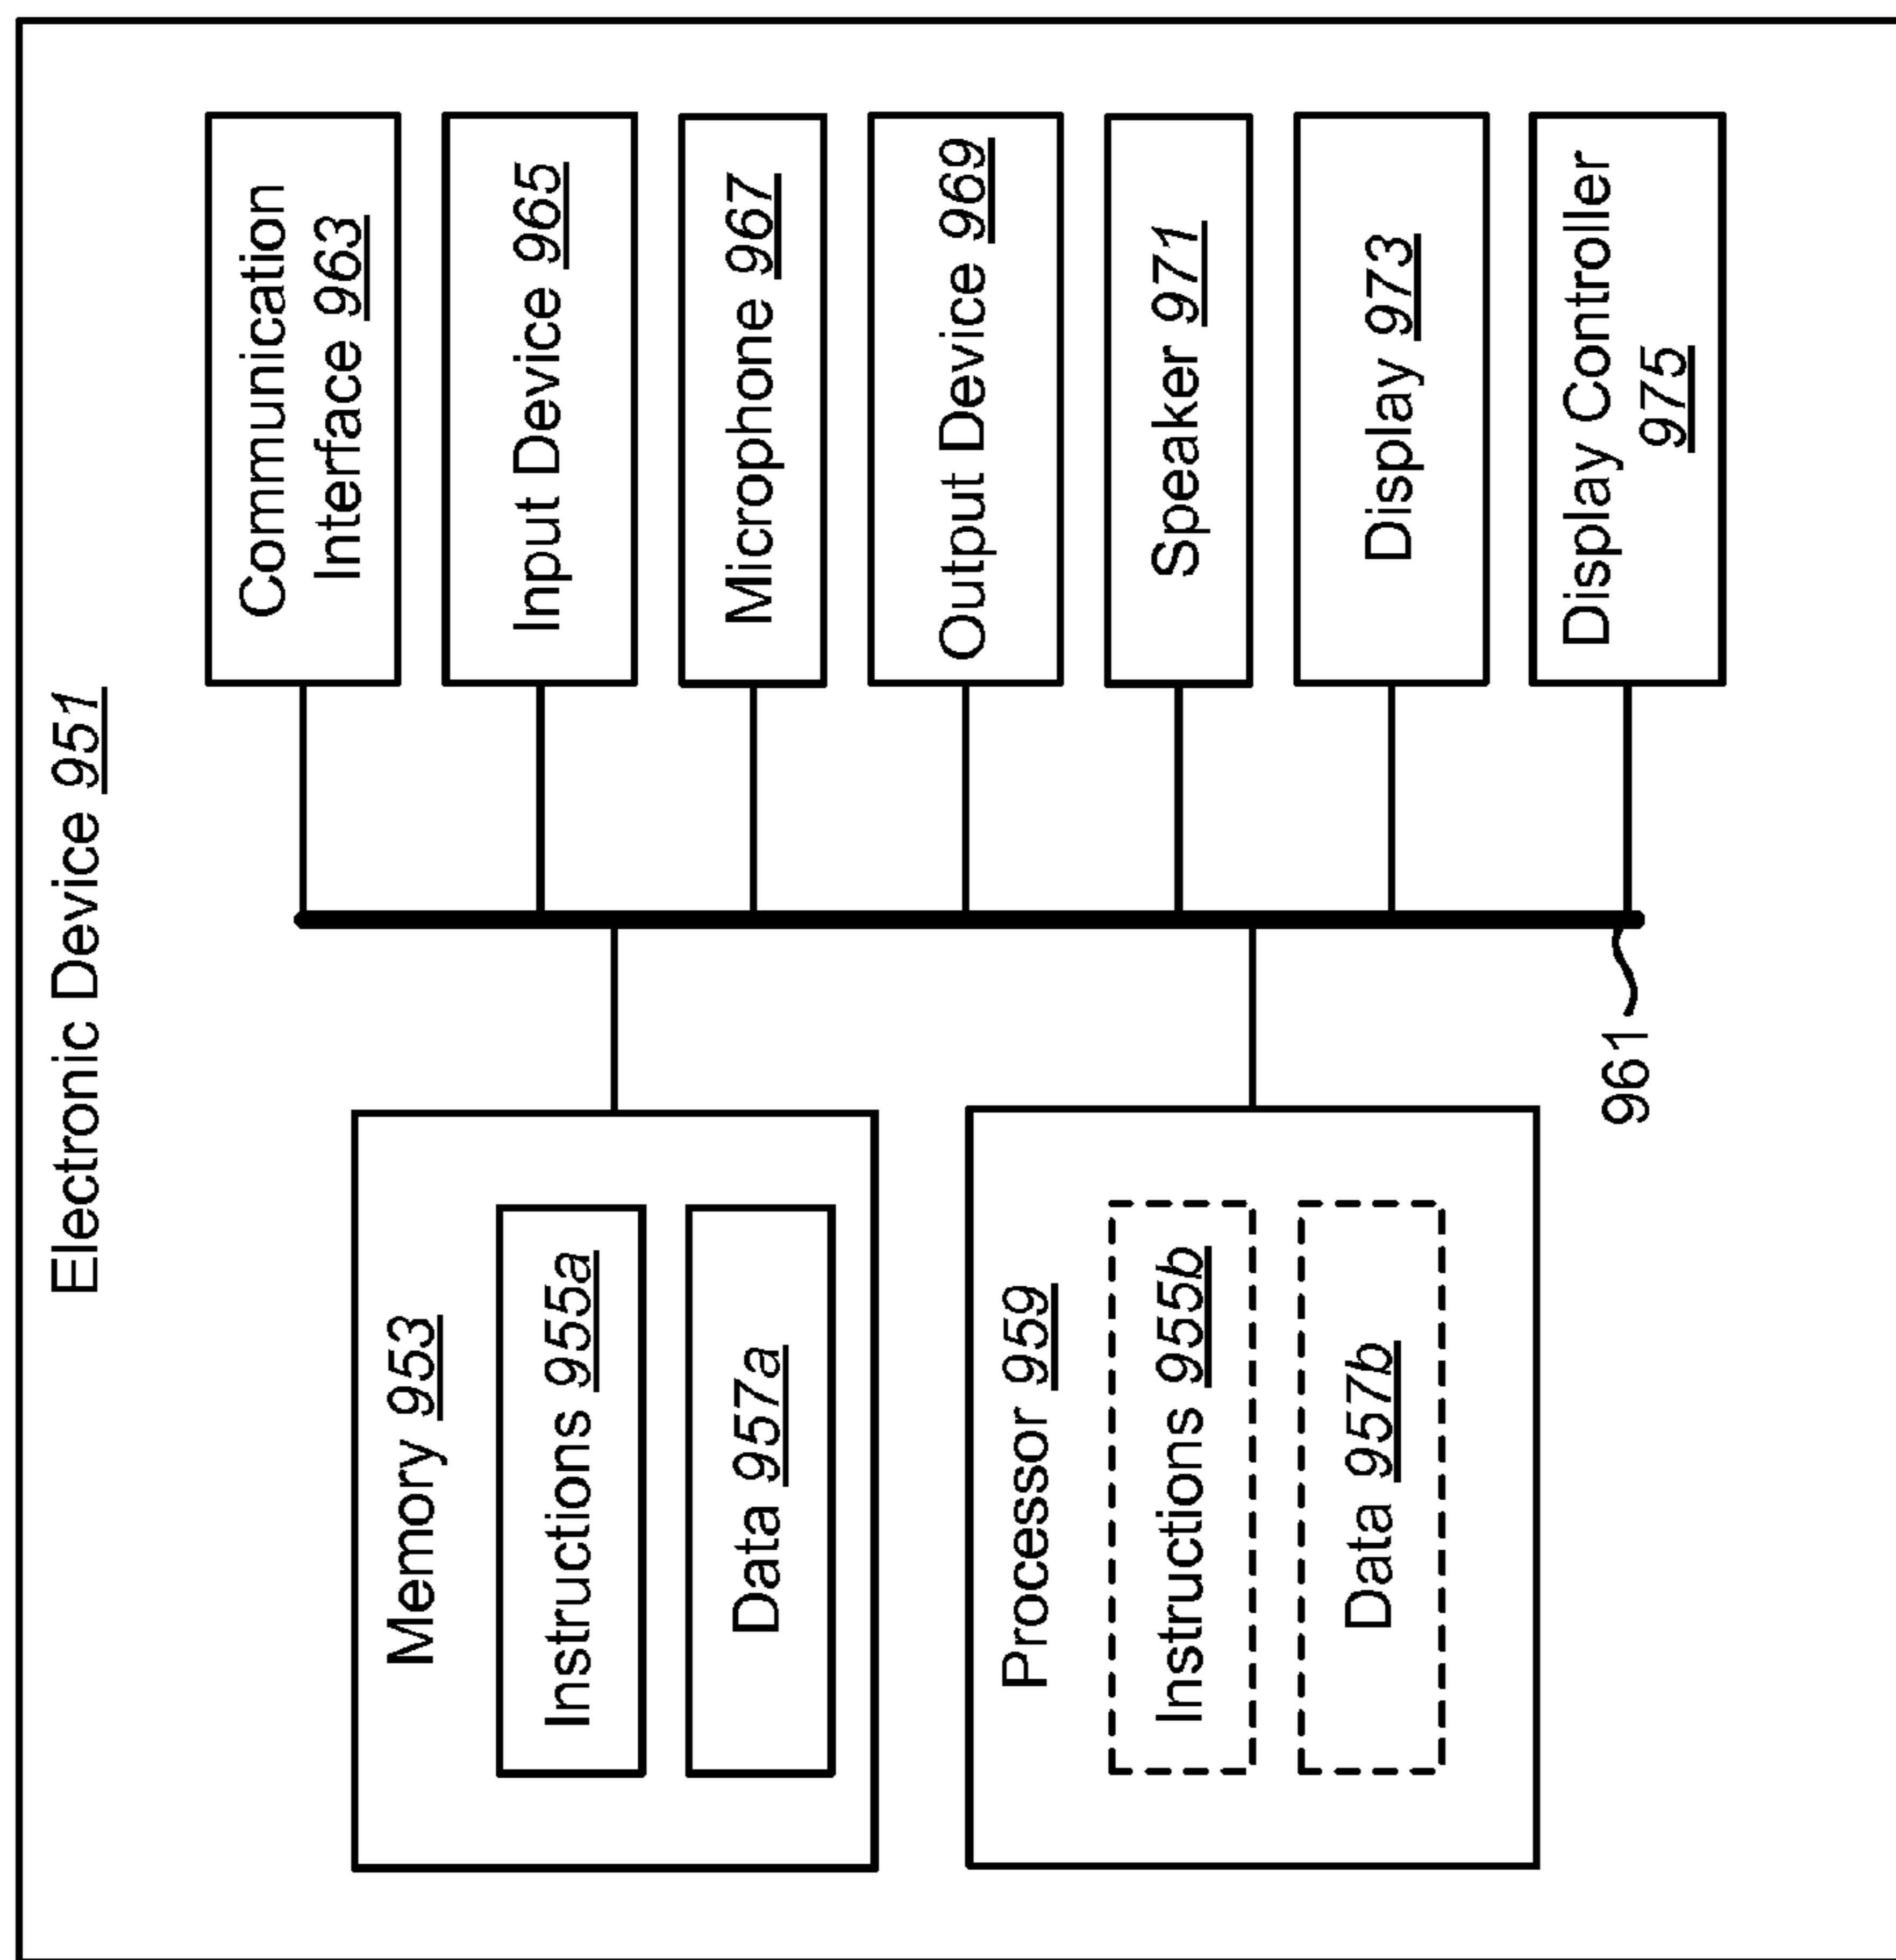 Electronic Device 951
Memory 953
Instructions 955a
Data 957a
Processor 959
Instructions 955b
Data 957b
961
Communication
Interface 963
Input Device 965
Microphone 967
Output Device 969
Speaker 971
Display 973
Display Controller
975